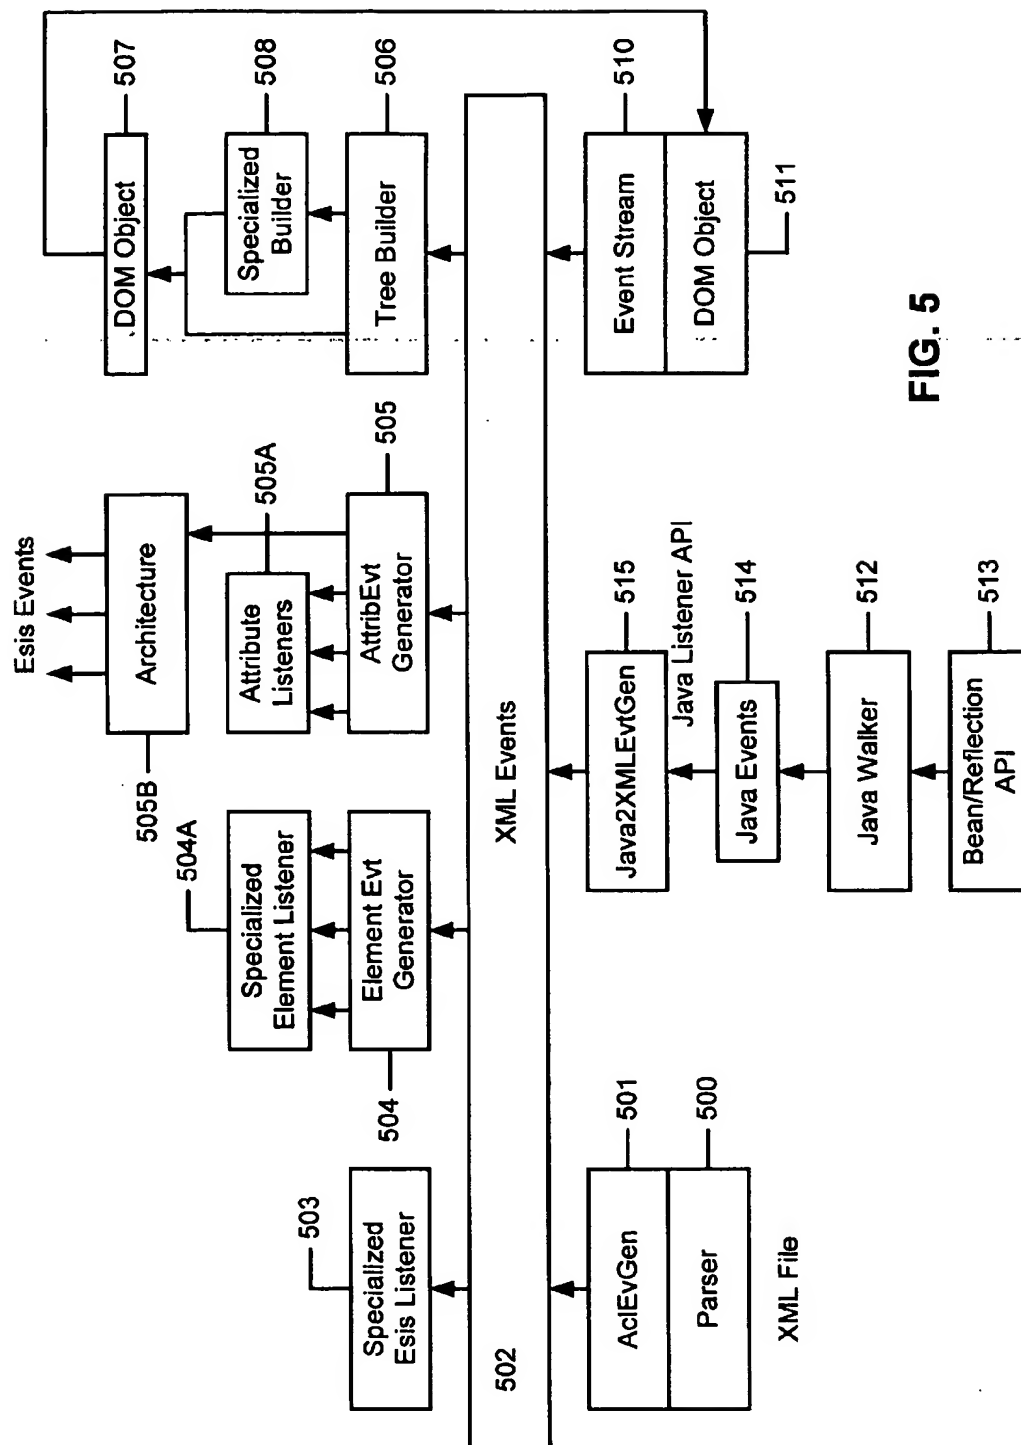 Esis Events
505B
Architecture
507
DOM Object
504A
Specialized
Element Listener
Attribute
Listeners
505A
Specialized
Builder
508
503
Specialized
Esis Listener
504
Element Evt
Generator
AttribEvt
Generator
505
Tree Builder
506
502
XML Events
AclEvGen
501
Parser
500
XML File
Java2XMLEvtGen
515
Java Listener API
Java Events
514
Java Walker
512
Bean/Reflection
API
513
Event Stream
510
DOM Object
511
FIG. 5